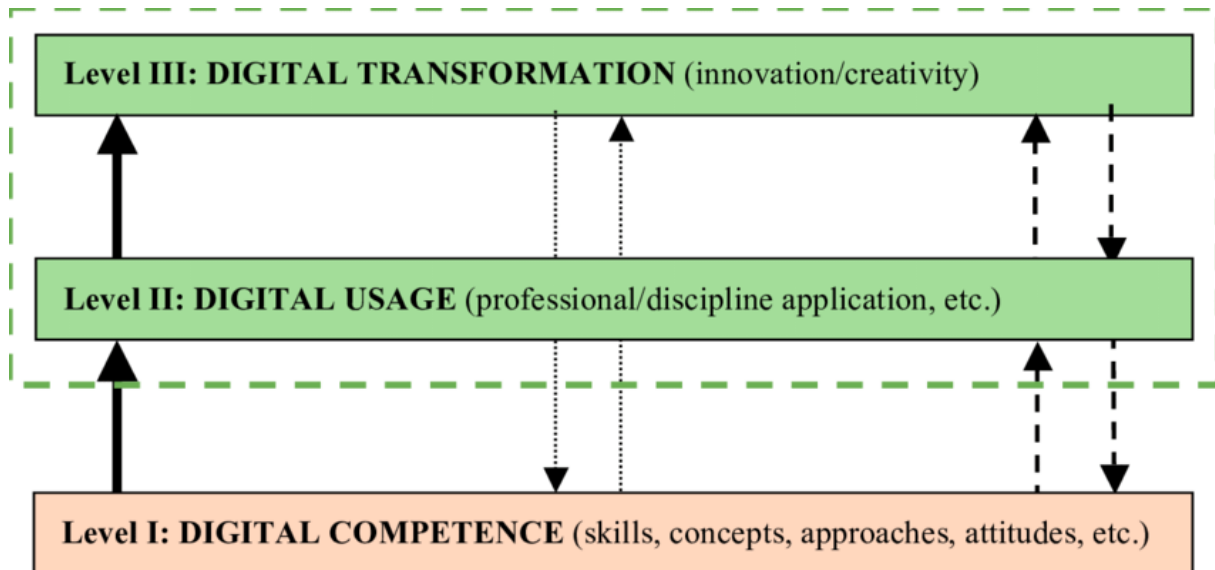 Level III: DIGITAL TRANSFORMATION (innovation/creativity)
Level II: DIGITAL USAGE (professional/discipline application, etc.)
Level I: DIGITAL COMPETENCE (skills, concepts, approaches, attitudes, etc.)